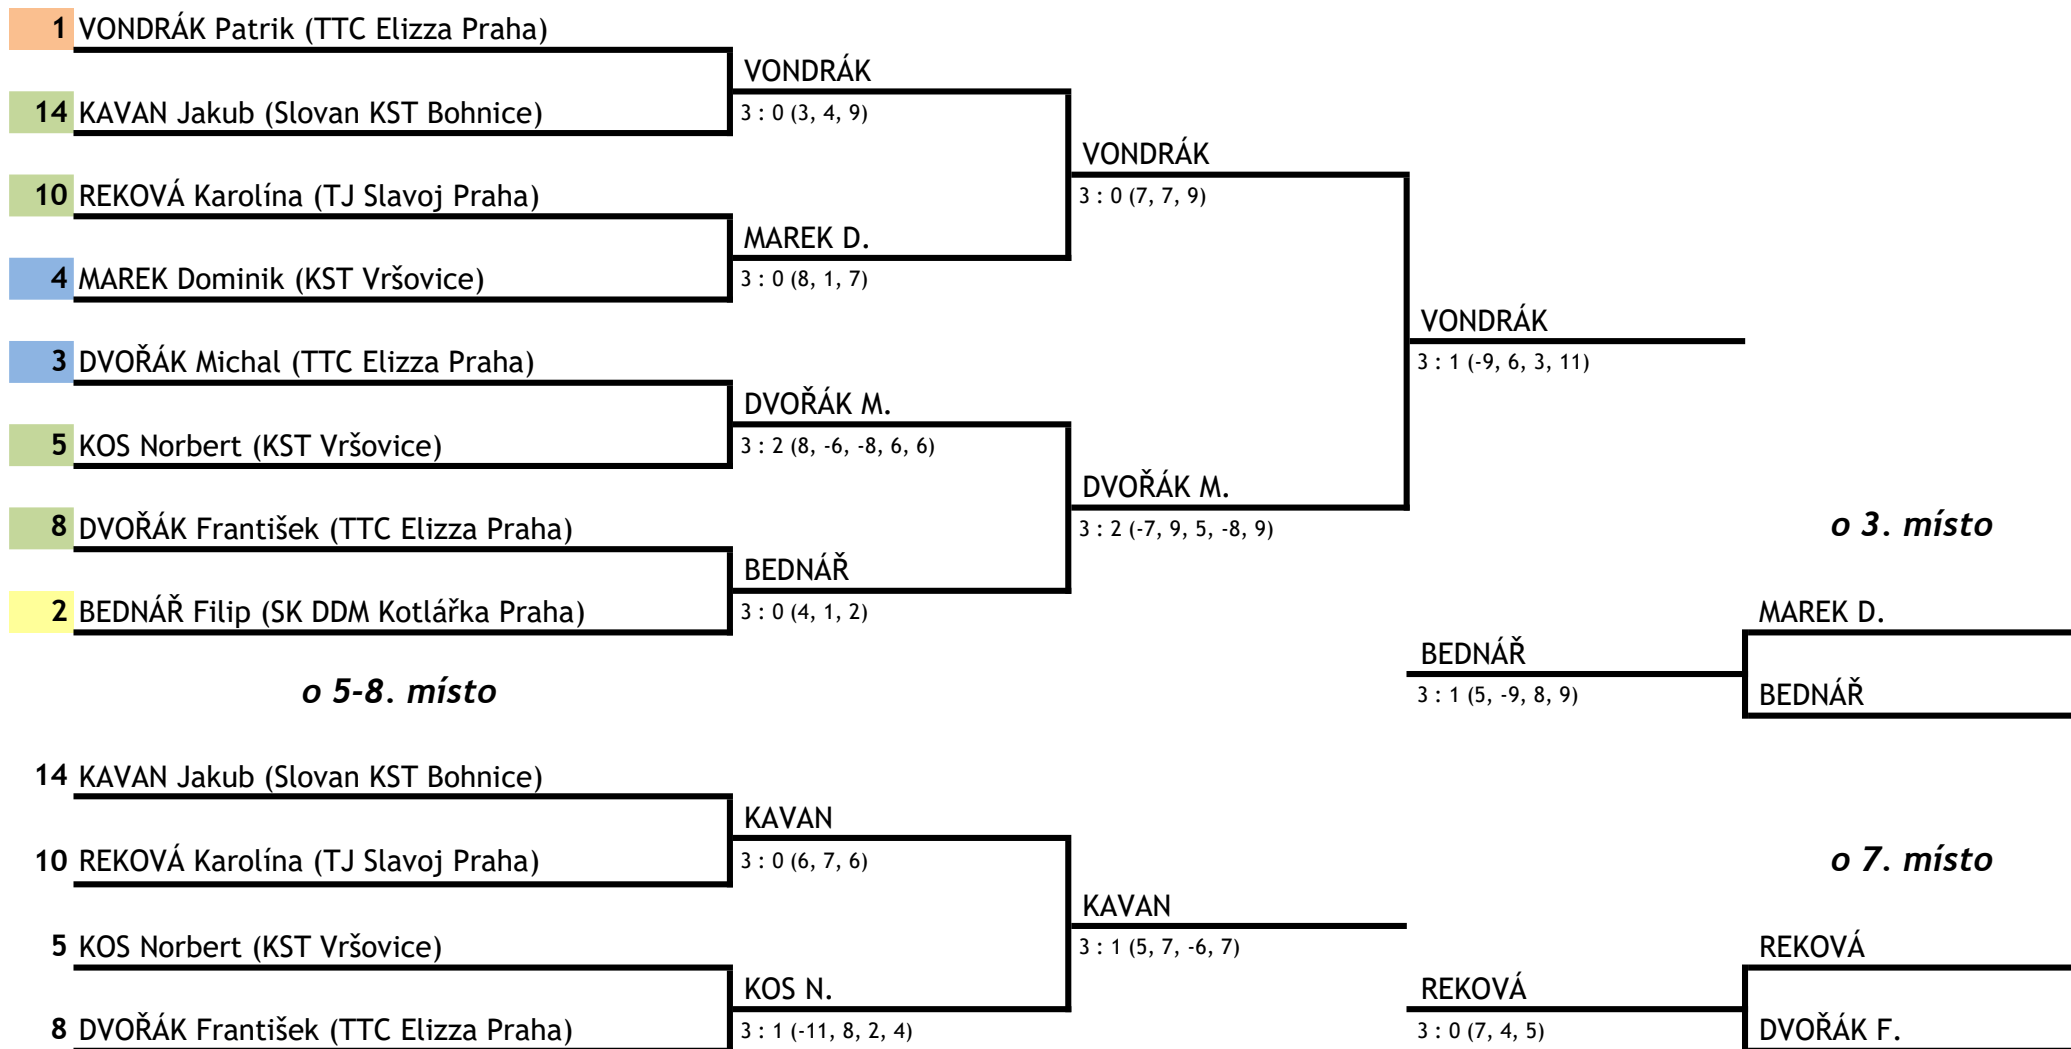 1 VONDRÁK Patrik (TTC Elizza Praha)
VONDRÁK
14 KAVAN Jakub (Slovan KST Bohnice)
3 : 0 (3, 4, 9)
VONDRÁK
10 REKOVÁ Karolína (TJ Slavoj Praha)
3 : 0 (7, 7, 9)
MAREK D.
4 MAREK Dominik (KST Vršovice)
3 : 0 (8, 1, 7)
VONDRÁK
3 DVOŘÁK Michal (TTC Elizza Praha)
3 : 1 (-9, 6, 3, 11)
DVOŘÁK M.
5 KOS Norbert (KST Vršovice)
3 : 2 (8, -6, -8, 6, 6)
DVOŘÁK M.
8 DVOŘÁK František (TTC Elizza Praha)
3 : 2 (-7, 9, 5, -8, 9)
o 3. místo
BEDNÁŘ
2 BEDNÁŘ Filip (SK DDM Kotlářka Praha)
3 : 0 (4, 1, 2)
MAREK D.
BEDNÁŘ
o 5-8. místo
3 : 1 (5, -9, 8, 9)
BEDNÁŘ
14 KAVAN Jakub (Slovan KST Bohnice)
KAVAN
10 REKOVÁ Karolína (TJ Slavoj Praha)
3 : 0 (6, 7, 6)
o 7. místo
KAVAN
5 KOS Norbert (KST Vršovice)
3 : 1 (5, 7, -6, 7)
REKOVÁ
KOS N.
REKOVÁ
8 DVOŘÁK František (TTC Elizza Praha)
3 : 1 (-11, 8, 2, 4)
3 : 0 (7, 4, 5)
DVOŘÁK F.